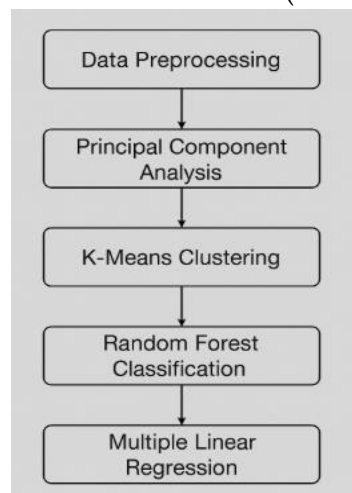 Data Preprocessing
Principal Component
Analysis
K-Means Clustering
Random Forest
Classification
Multiple Linear
Regression